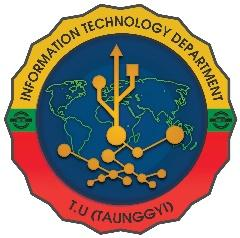 INFORMATION TECHNOLOGY DEPARTMENT
T.U (TAUNGGYI)